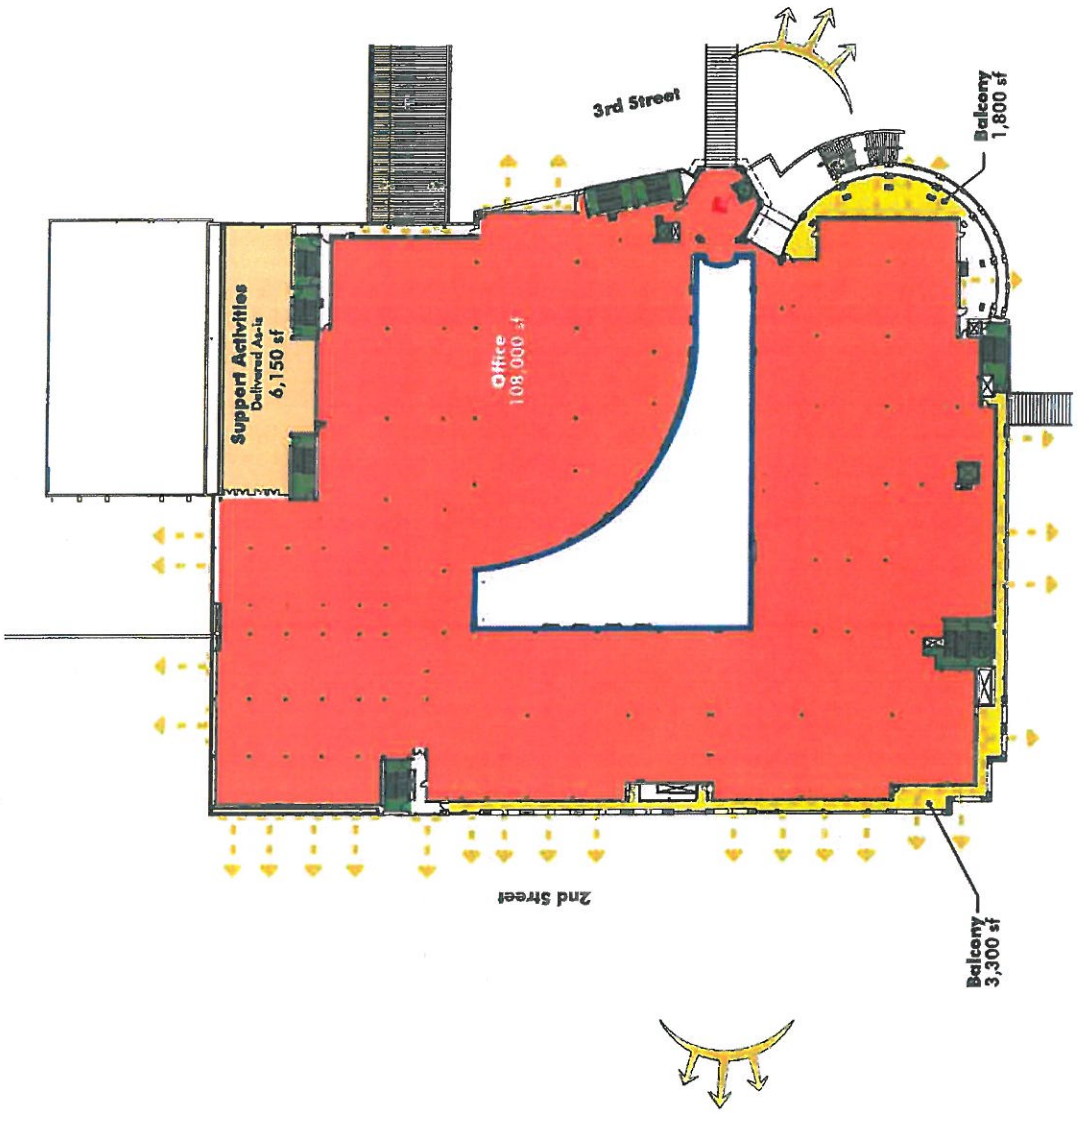 3rd Street
Balcony
1,800 sf
Support Activities
Delivered As-is
6,150 sf
Office
108,000 sf
2nd Street
Balcony
3,300 sf